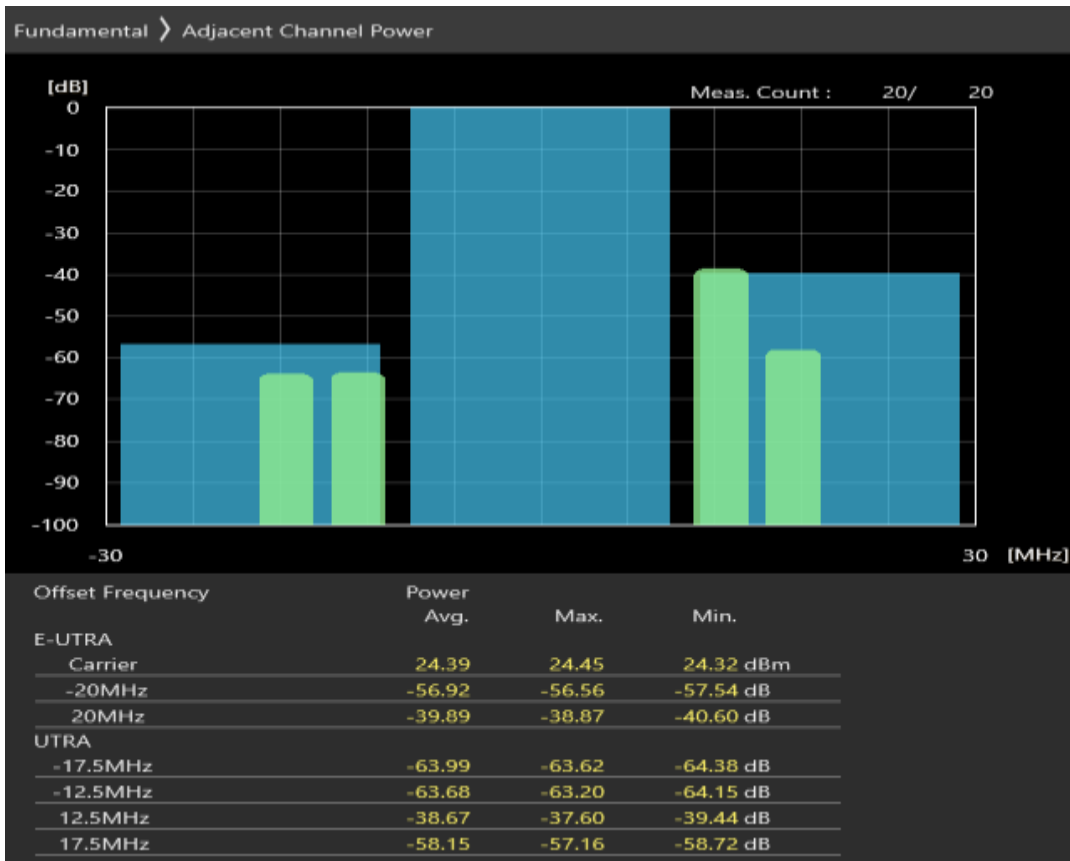 Fundamental ❯ Adjacent Channel Power
[dB]
Meas. Count : 20/ 20
0
-10
-20
-30
-40
-50
-60
-70
-80
-90
-100
-30 30 [MHz]
Offset Frequency Power
Avg. Max. Min.
E-UTRA
Carrier 24.39 24.45 24.32 dBm
-20MHz -56.92 -56.56 -57.54 dB
20MHz -39.89 -38.87 -40.60 dB
UTRA
-17.5MHz -63.99 -63.62 -64.38 dB
-12.5MHz -63.68 -63.20 -64.15 dB
12.5MHz -38.67 -37.60 -39.44 dB
17.5MHz -58.15 -57.16 -58.72 dB